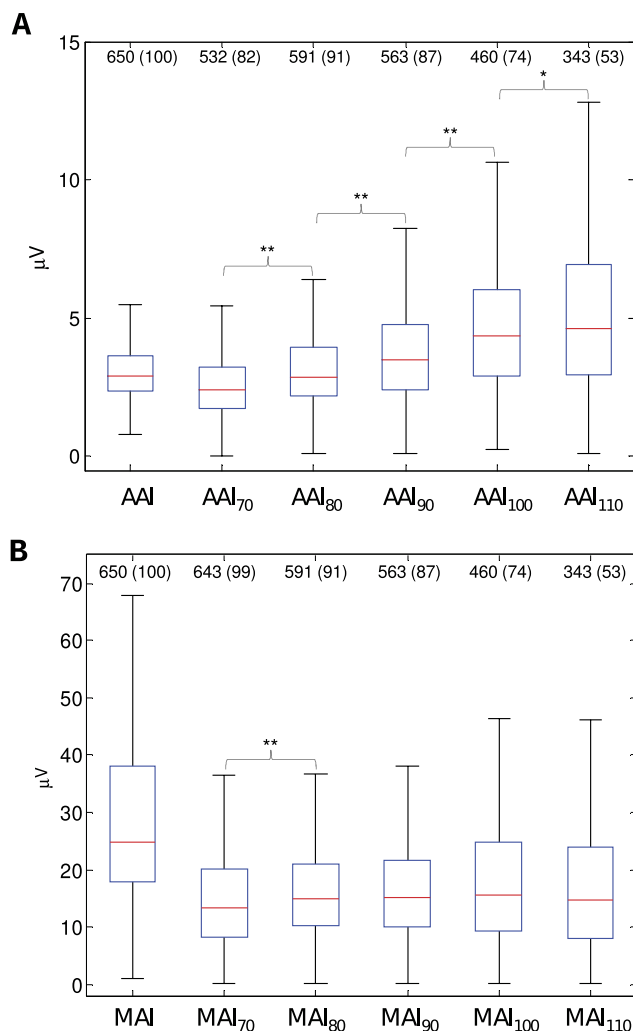 A
15
650 (100) 532 (82) 591 (91) 563 (87) 460 (74) 343 (53)
*
**
10
**
**
μV
5
0
AAI AAI70 AAI80 AAI90 AAI100 AAI110
B
70
650 (100) 643 (99) 591 (91) 563 (87) 460 (74) 343 (53)
60
50
**
40
μV
30
20
10
0
MAI MAI70 MAI80 MAI90 MAI100 MAI110